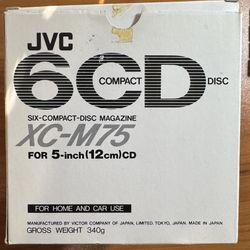 JVC
6CD COMPACT DISC
SIX-COMPACT-DISC MAGAZINE
XC-M75
FOR 5-inch(12cm)CD
FOR HOME AND CAR USE
MANUFACTURED BY VICTOR COMPANY OF JAPAN, LIMITED, TOKYO, JAPAN. MADE IN JAPAN
GROSS WEIGHT 340g